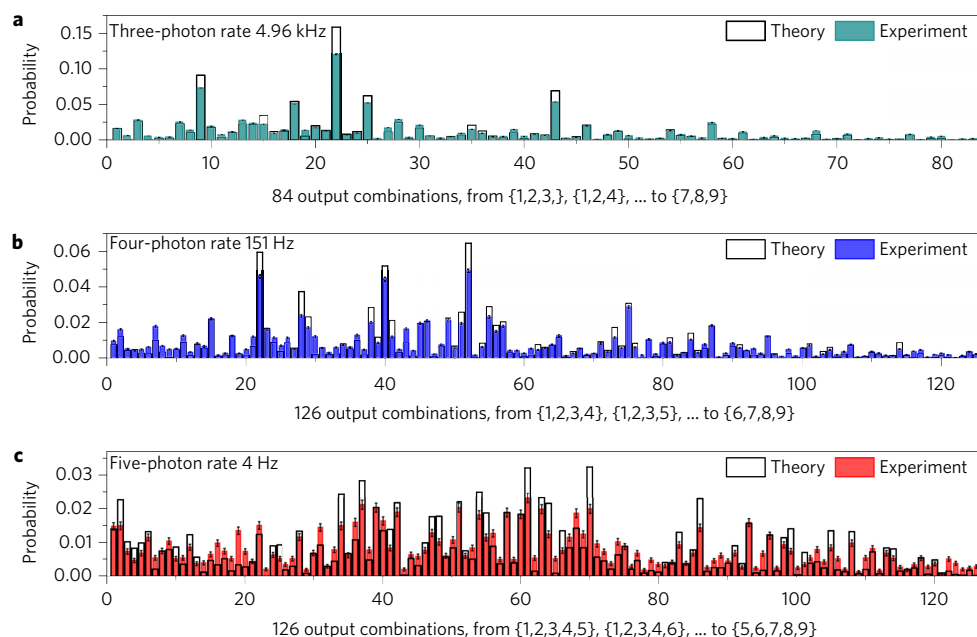 a
Three-photon rate 4.96 kHz
Theory
Experiment
Probability
0.15
0.10
0.05
0.00
0 10 20 30 40 50 60 70 80
84 output combinations, from {1,2,3,}, {1,2,4}, ... to {7,8,9}
b
Four-photon rate 151 Hz
Theory
Experiment
Probability
0.06
0.04
0.02
0.00
0 20 40 60 80 100 120
126 output combinations, from {1,2,3,4}, {1,2,3,5}, ... to {6,7,8,9}
c
Five-photon rate 4 Hz
Theory
Experiment
Probability
0.03
0.02
0.01
0.00
0 20 40 60 80 100 120
126 output combinations, from {1,2,3,4,5}, {1,2,3,4,6}, ... to {5,6,7,8,9}